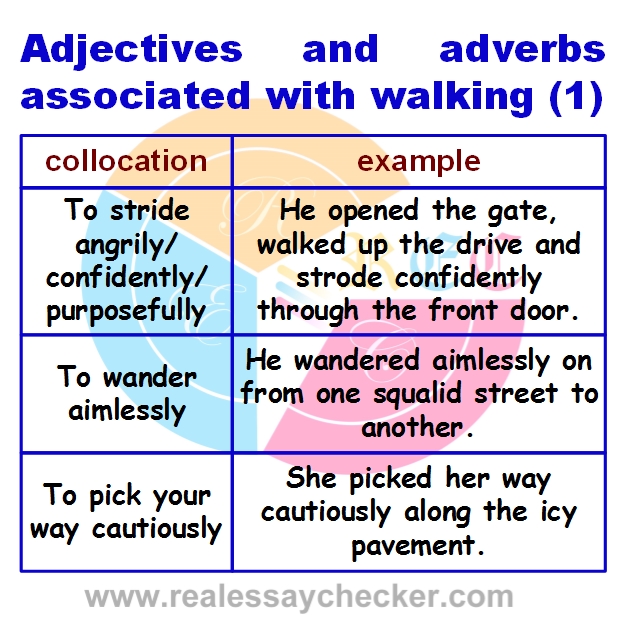 Adjectives and adverbs
associated with walking (1)
collocation
example
To stride
angrily/
confidently/
purposefully
He opened the gate,
walked up the drive and
strode confidently
through the front door.
To wander
aimlessly
He wandered aimlessly on
from one squalid street to
another.
To pick your
way cautiously
She picked her way
cautiously along the icy
pavement.
www.realessaychecker.com